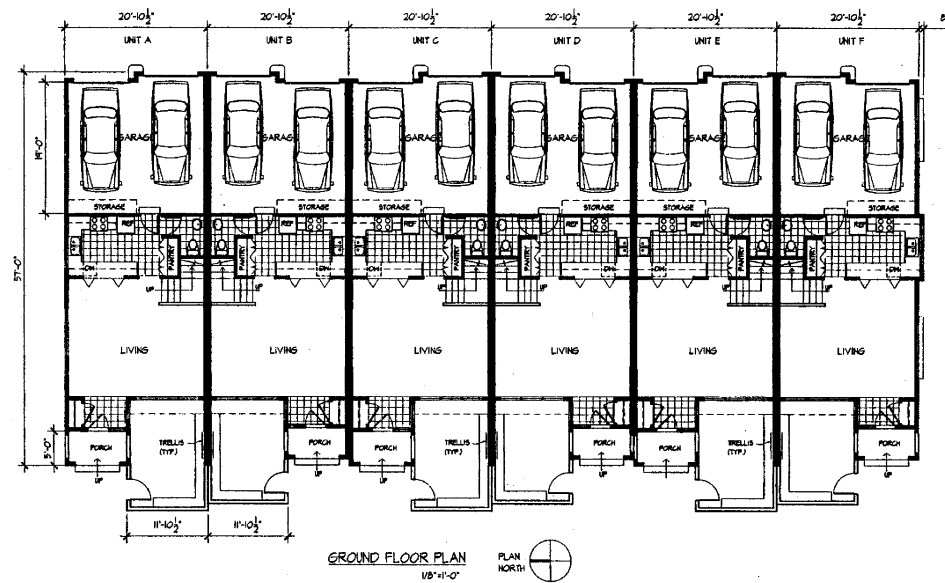 20'-10½" 20'-10½" 20'-10½" 20'-10½" 20'-10½" 20'-10½"
UNIT A UNIT B UNIT C UNIT D UNIT E UNIT F
GARAGE GARAGE GARAGE GARAGE GARAGE GARAGE
19'-0"
STORAGE STORAGE STORAGE STORAGE STORAGE STORAGE
REF REF REF REF REF REF
PANTRY PANTRY PANTRY PANTRY PANTRY PANTRY
57'-0"
DW DW DW DW DW DW
UP UP UP UP UP UP
LIVING LIVING LIVING LIVING LIVING LIVING
PORCH TRELLIS PORCH PORCH TRELLIS PORCH PORCH TRELLIS PORCH
(TYP.) (TYP.) (TYP.)
5'-0"
UP UP UP UP UP UP
11'-10½" 11'-10½"
GROUND FLOOR PLAN
1/8"=1'-0"
PLAN
NORTH